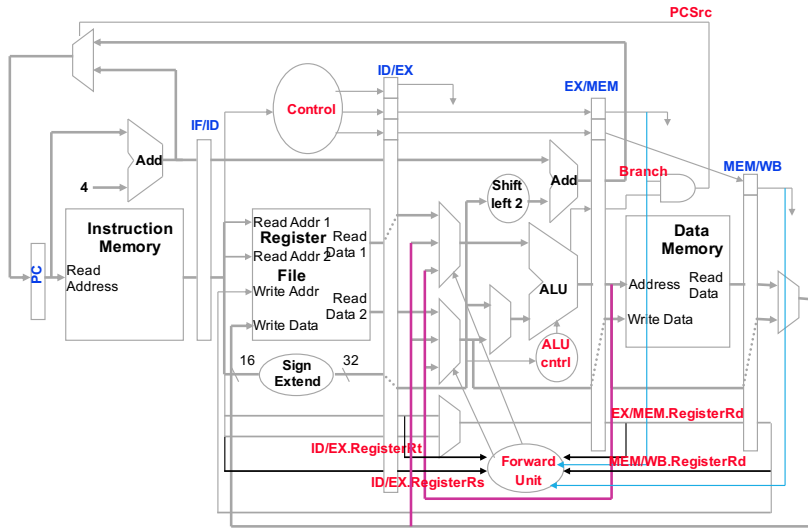 PCSrc
ID/EX
EX/MEM
Control
IF/ID
MEM/WB
Add
Branch
4
Shift
left 2
Add
Instruction
Memory
Read Addr 1
Register
Read
Data 1
Read Addr 2
File
Data
Memory
PC
Read
Address
Write Addr
Read
Data 2
ALU
Address
Read
Data
Write Data
Write Data
16
Sign
Extend
32
ALU
cntrl
EX/MEM.RegisterRd
ID/EX.RegisterRt
Forward
Unit
MEM/WB.RegisterRd
ID/EX.RegisterRs